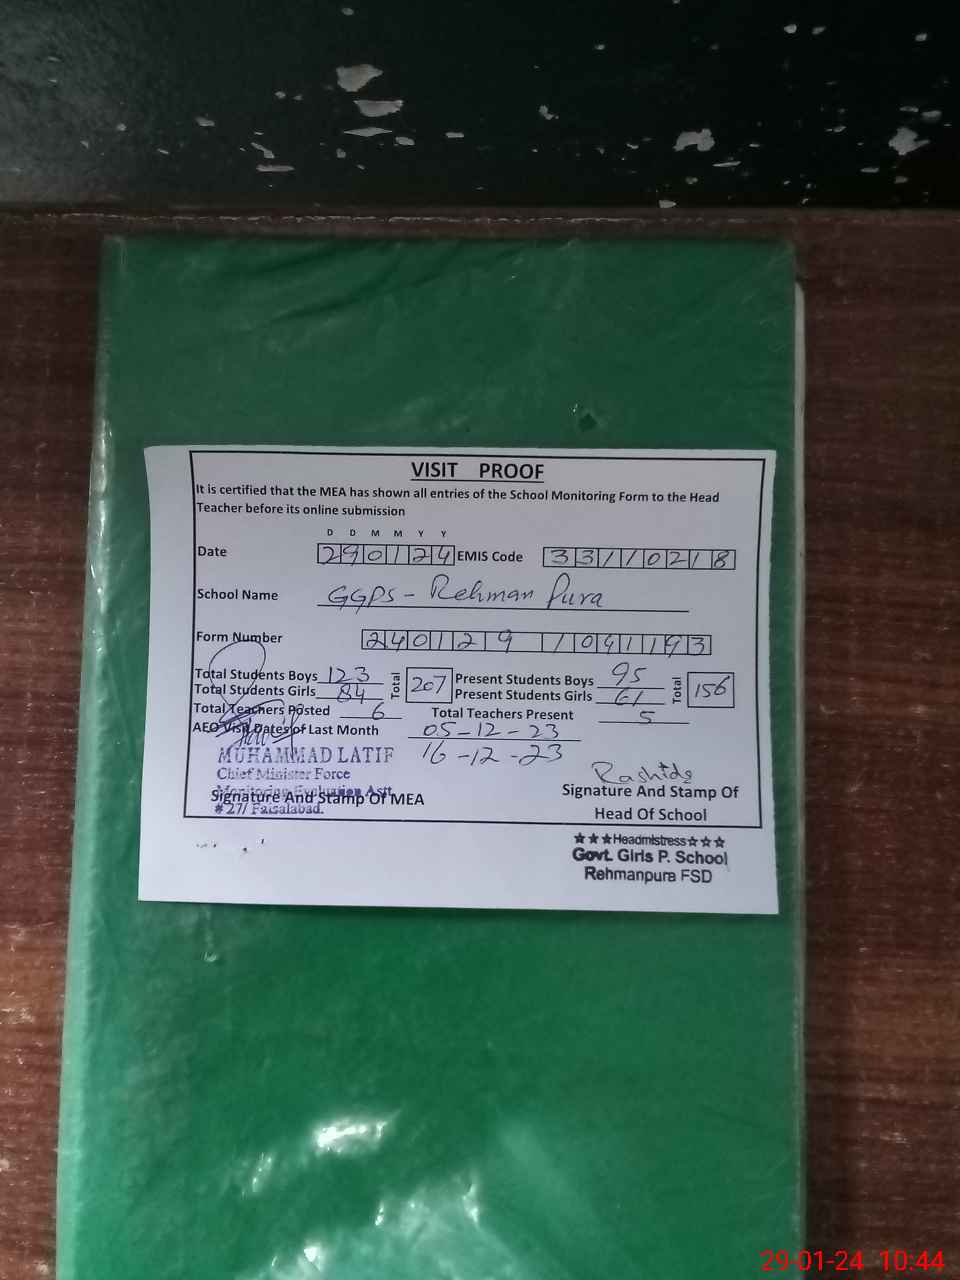 VISIT PROOF
It is certified that the MEA has shown all entries of the School Monitoring Form to the Head
Teacher before its online submission
D D M M Y Y
Date 290124 EMIS Code 33110218
School Name GGPS - Rehman Pura
Form Number 240129 1041193
Total Students Boys 123 Total 207 Present Students Boys 95 Total 156
Total Students Girls 84 Present Students Girls 61
Total Teachers Posted 6 Total Teachers Present 5
AEO Visit Dates of Last Month 05-12-23
16-12-23
MUHAMMAD LATIF
Chief Minister Force
Monitoring Evaluation Astt
#27/ Faisalabad.
Signature And Stamp Of MEA
Rashida
Signature And Stamp Of
Head Of School
★★★Headmistress☆☆☆
Govt. Girls P. School
Rehmanpura FSD
29-01-24 10:44